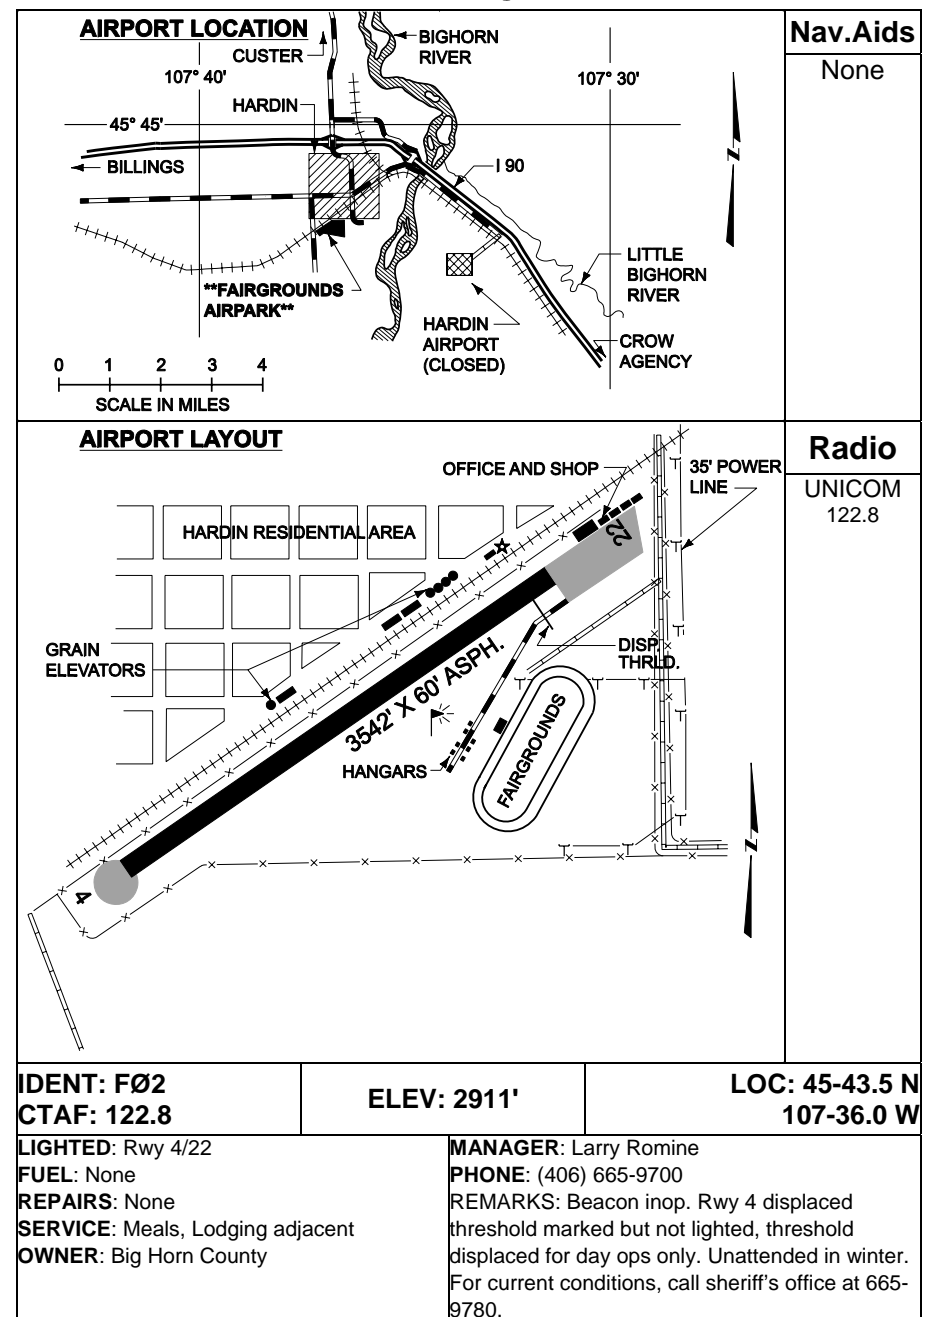 AIRPORT LOCATION
BIGHORN
RIVER
CUSTER
107° 40'
107° 30'
HARDIN
45° 45'
BILLINGS
I 90
N
LITTLE
BIGHORN
RIVER
**FAIRGROUNDS
AIRPARK**
HARDIN
AIRPORT
(CLOSED)
CROW
AGENCY
0 1 2 3 4
SCALE IN MILES
Nav.Aids
None
AIRPORT LAYOUT
OFFICE AND SHOP
35' POWER
LINE
22
HARDIN RESIDENTIAL AREA
GRAIN
ELEVATORS
DISP.
THRLD.
3542' X 60' ASPH.
HANGARS
FAIRGROUNDS
4
N
Radio
UNICOM
122.8
IDENT: FØ2
CTAF: 122.8
ELEV: 2911'
LOC: 45-43.5 N
107-36.0 W
LIGHTED: Rwy 4/22
FUEL: None
REPAIRS: None
SERVICE: Meals, Lodging adjacent
OWNER: Big Horn County
MANAGER: Larry Romine
PHONE: (406) 665-9700
REMARKS: Beacon inop. Rwy 4 displaced
threshold marked but not lighted, threshold
displaced for day ops only. Unattended in winter.
For current conditions, call sheriff's office at 665-
9780.